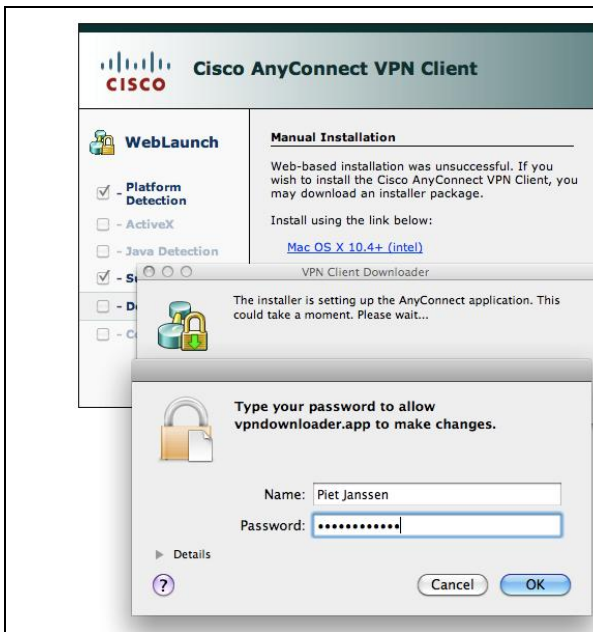 CISCO
Cisco AnyConnect VPN Client
WebLaunch
- Platform
Detection
- ActiveX
- Java Detection
Manual Installation
Web-based installation was unsuccessful. If you
wish to install the Cisco AnyConnect VPN Client, you
may download an installer package.
Install using the link below:
Mac OS X 10.4+ (intel)
VPN Client Downloader
The installer is setting up the AnyConnect application. This
could take a moment. Please wait...
Type your password to allow
vpndownloader.app to make changes.
Name: Piet Janssen
Password: ••••••••••••
Details
?
Cancel
OK